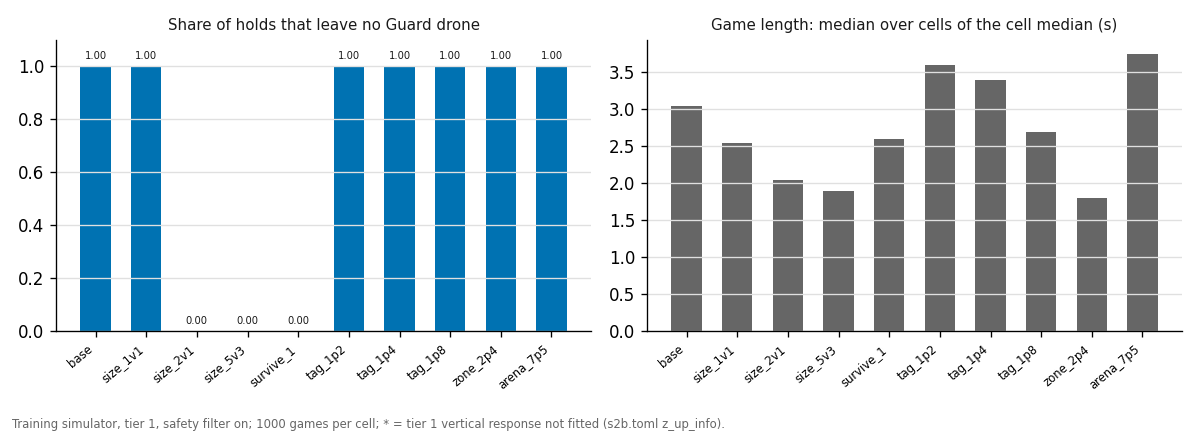 Share of holds that leave no Guard drone
1.0
0.8
0.6
0.4
0.2
0.0
1.00
1.00
0.00
0.00
0.00
1.00
1.00
1.00
1.00
1.00
base
size_1v1
size_2v1
size_5v3
survive_1
tag_1p2
tag_1p4
tag_1p8
zone_2p4
arena_7p5
Game length: median over cells of the cell median (s)
3.5
3.0
2.5
2.0
1.5
1.0
0.5
0.0
base
size_1v1
size_2v1
size_5v3
survive_1
tag_1p2
tag_1p4
tag_1p8
zone_2p4
arena_7p5
Training simulator, tier 1, safety filter on; 1000 games per cell; * = tier 1 vertical response not fitted (s2b.toml z_up_info).